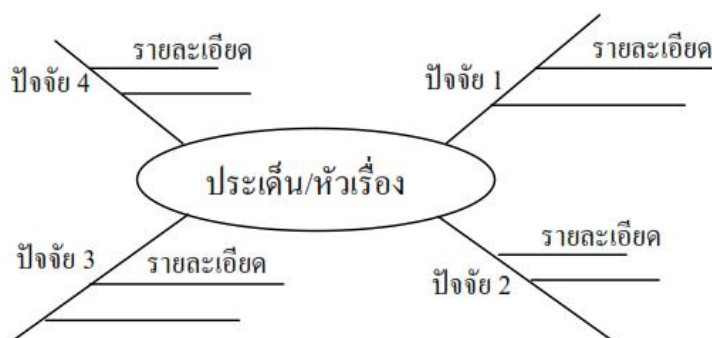 รายละเอียด
ปัจจัย 4
รายละเอียด
ปัจจัย 1
ประเด็น/หัวเรื่อง
ปัจจัย 3
รายละเอียด
รายละเอียด
ปัจจัย 2